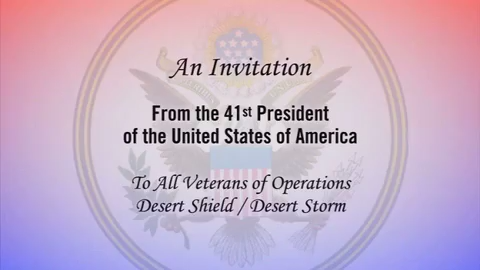 An Invitation
From the 41st President
of the United States of America
To All Veterans of Operations
Desert Shield / Desert Storm